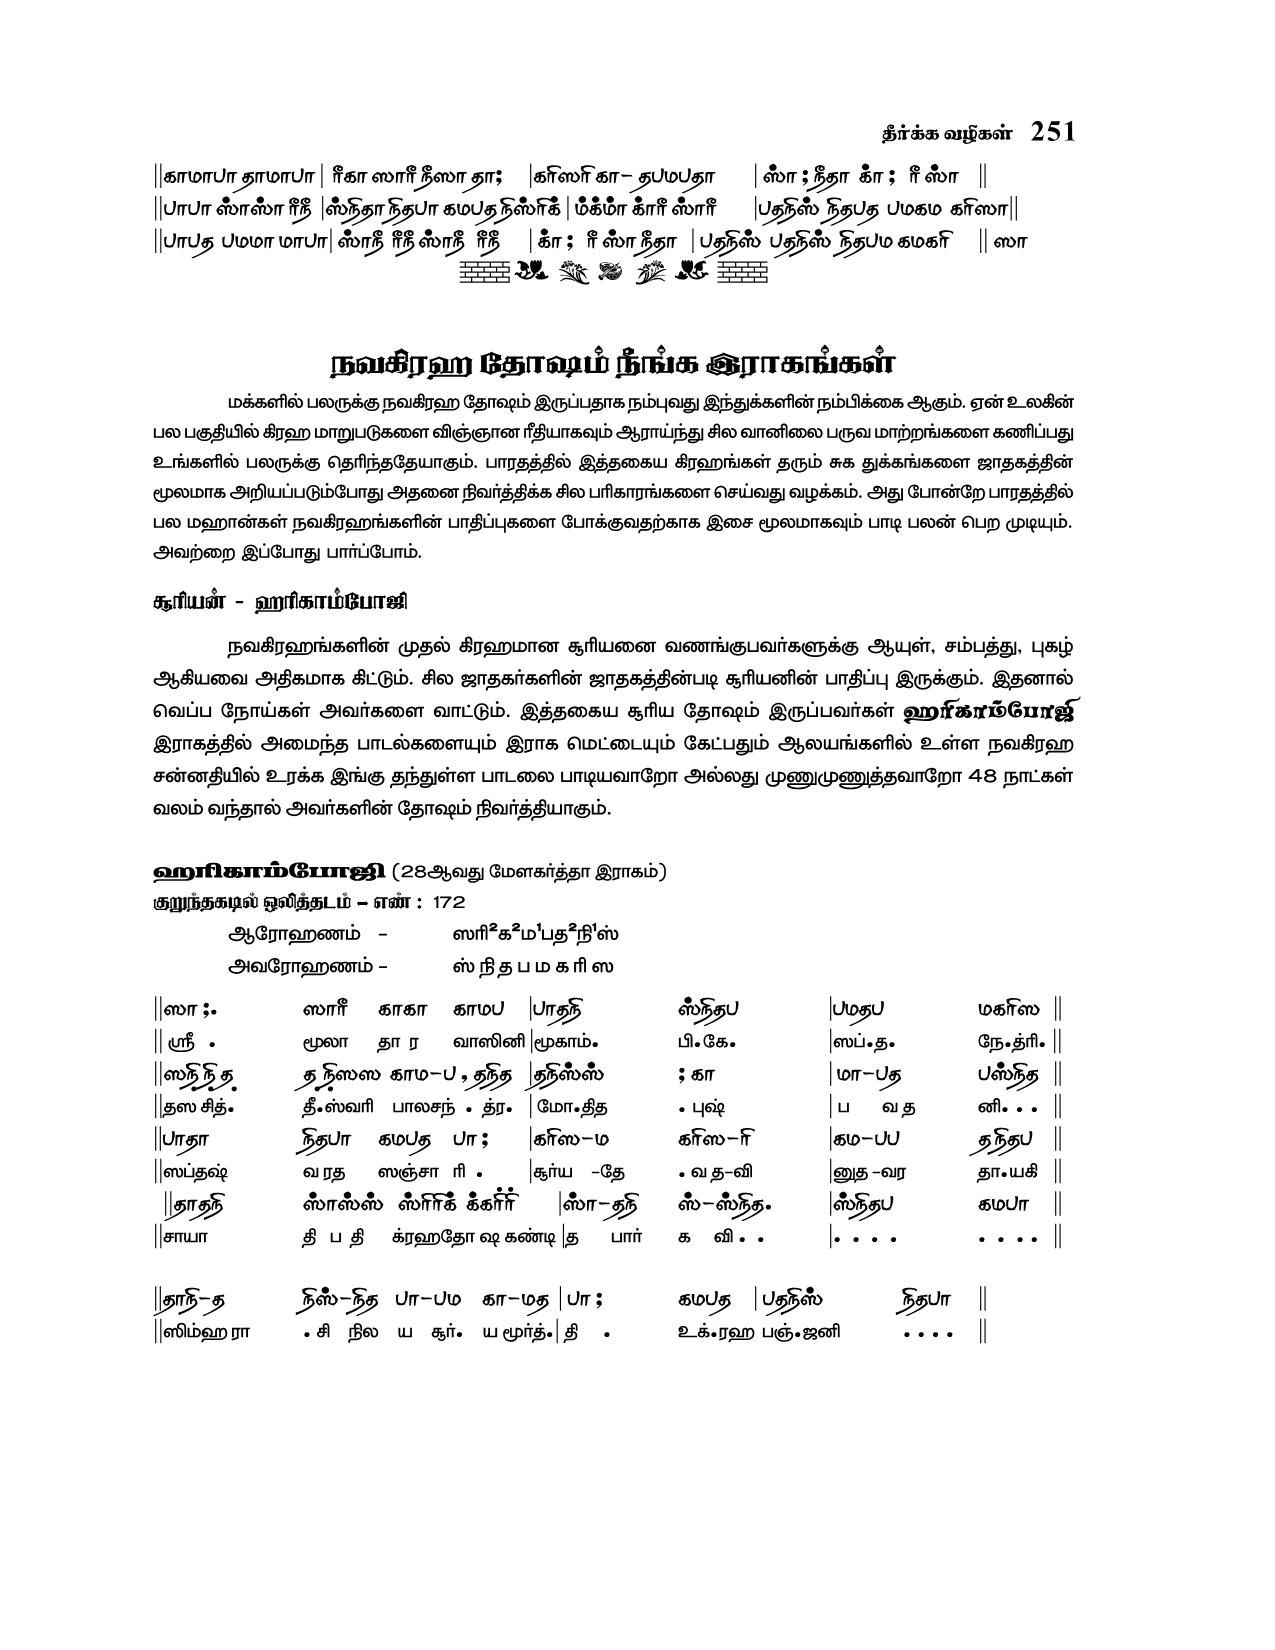 தீர்க்க வழிகள் 251
||காமாபா தாமாபா| ரீகா ஸாரீ நீஸா தா; |கரிஸரி கா– தபமபதா |ஸ்ா ; நீதா க்ா ; ரீ ஸ்ா ||
||பாபா ஸ்ாஸ்ா ரீநீ |ஸ்நிதா நிதபா கமபத நிஸ்ரிக் | ம்க்ம்ா க்ாரீ ஸ்ாரீ |பதநிஸ் நிதபத பமகம கரிஸா||
||பாபத பமமா மாபா| ஸ்ாநீ ரீநீ ஸ்ாநீ ரீநீ |க்ா ; ரீ ஸ்ா நீதா |பதநிஸ் பதநிஸ் நிதபம கமகரி || ஸா
நவகிரஹ தோஷம் நீங்க இராகங்கள்
மக்களில் பலருக்கு நவகிரஹ தோஷம் இருப்பதாக நம்புவது இந்துக்களின் நம்பிக்கை ஆகும். ஏன் உலகின்
பல பகுதியில் கிரஹ மாறுபடுகளை விஞ்ஞான ரீதியாகவும் ஆராய்ந்து சில வானிலை பருவ மாற்றங்களை கணிப்பது
உங்களில் பலருக்கு தெரிந்ததேயாகும். பாரதத்தில் இத்தகைய கிரஹங்கள் தரும் சுக துக்கங்களை ஜாதகத்தின்
மூலமாக அறியப்படும்போது அதனை நிவர்த்திக்க சில பரிகாரங்களை செய்வது வழக்கம். அது போன்றே பாரதத்தில்
பல மஹான்கள் நவகிரஹங்களின் பாதிப்புகளை போக்குவதற்காக இசை மூலமாகவும் பாடி பலன் பெற முடியும்.
அவற்றை இப்போது பார்ப்போம்.
சூரியன் - ஹரிகாம்போஜி
நவகிரஹங்களின் முதல் கிரஹமான சூரியனை வணங்குபவர்களுக்கு ஆயுள், சம்பத்து, புகழ்
ஆகியவை அதிகமாக கிட்டும். சில ஜாதகர்களின் ஜாதகத்தின்படி சூரியனின் பாதிப்பு இருக்கும். இதனால்
வெப்ப நோய்கள் அவர்களை வாட்டும். இத்தகைய சூரிய தோஷம் இருப்பவர்கள் ஹரிகாம்போஜி
இராகத்தில் அமைந்த பாடல்களையும் இராக மெட்டையும் கேட்பதும் ஆலயங்களில் உள்ள நவகிரஹ
சன்னதியில் உரக்க இங்கு தந்துள்ள பாடலை பாடியவாறோ அல்லது முணுமுணுத்தவாறோ 48 நாட்கள்
வலம் வந்தால் அவர்களின் தோஷம் நிவர்த்தியாகும்.
ஹரிகாம்போஜி (28ஆவது மேளகர்த்தா இராகம்)
குறுந்தகடில் ஒலித்தடம் – எண் : 172
ஆரோஹணம் - ஸரி²க²ம¹பத²நி¹ஸ்
அவரோஹணம் - ஸ் நி த ப ம க ரி ஸ
||ஸா ;. ஸாரீ காகா காமப |பாதநி ஸ்நிதப |பமதப மகரிஸ ||
|| ஸ்ரீ . மூலா தா ர வாஸினி |மூகாம். பி.கே. |ஸப்.த. நே.த்ரி. ||
||ஸநி̣நி̣த̣ த̣ நி̣ஸஸ காம–ப , தநித |தநிஸ்ஸ் ; கா | மா–பத பஸ்நித ||
||தஸ சித். தீ.ஸ்வரி பாலசந் . த்ர. | மோ.தித . புஷ் | ப வ த னி. . . ||
||பாதா நிதபா கமபத பா ; |கரிஸ–ம கரிஸ–ரி |கம–பப த நிதப ||
||ஸப்தஷ் வ ரத ஸஞ்சா ரி . |சூர்ய -தே . வ த-வி |னுத -வர தா.யகி ||
||தாதநி ஸ்ாஸ்ஸ் ஸ்ரி்ரி்க் க்க்ரி்ரி் |ஸ்ா–தநி ஸ்–ஸ்நித. |ஸ்நிதப கமபா ||
||சாயா தி ப தி க்ரஹதோ ஷ கண்டி |த பார் க வி . . |. . . . . . . . ||
||தாநி–த நிஸ்–நித பா–பம கா–மத | பா ; கமபத |பதநிஸ் நிதபா ||
||ஸிம்ஹ ரா . சி நில ய சூர். ய மூர்த்.| தி . உக்.ரஹ பஞ்.ஜனி . . . . ||